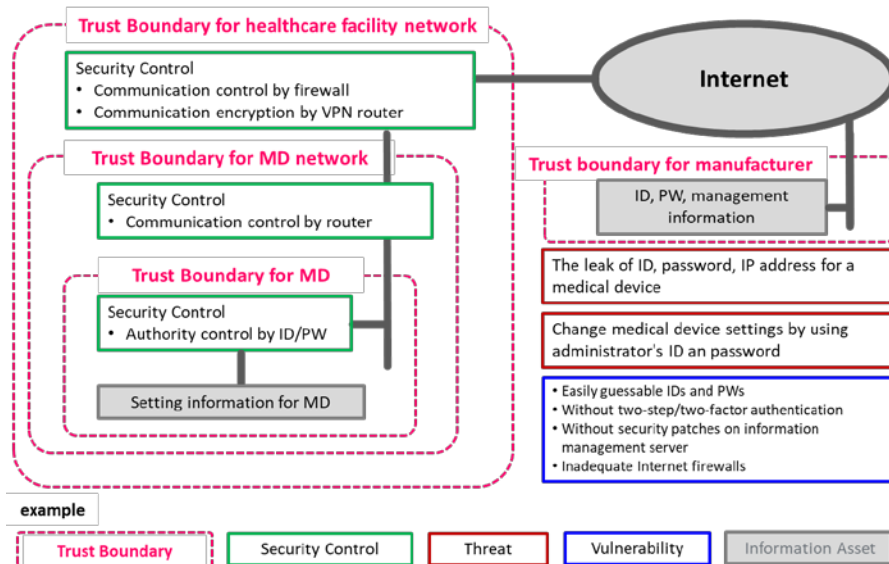 Trust Boundary for healthcare facility network
Security Control
• Communication control by firewall
• Communication encryption by VPN router
Internet
Trust Boundary for MD network
Security Control
• Communication control by router
Trust Boundary for MD
Security Control
• Authority control by ID/PW
Setting information for MD
Trust boundary for manufacturer
ID, PW, management
information
The leak of ID, password, IP address for a
medical device
Change medical device settings by using
administrator's ID an password
• Easily guessable IDs and PWs
• Without two-step/two-factor authentication
• Without security patches on information
management server
• Inadequate Internet firewalls
example
Trust Boundary
Security Control
Threat
Vulnerability
Information Asset